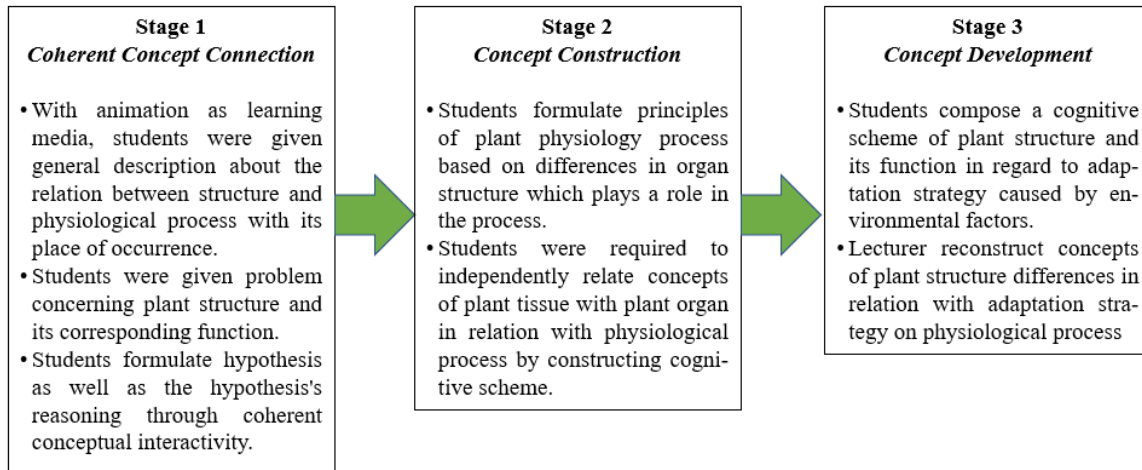 Stage 1
Coherent Concept Connection
• With animation as learning
media, students were given
general description about the
relation between structure and
physiological process with its
place of occurrence.
• Students were given problem
concerning plant structure and
its corresponding function.
• Students formulate hypothesis
as well as the hypothesis's
reasoning through coherent
conceptual interactivity.
Stage 2
Concept Construction
• Students formulate principles
of plant physiology process
based on differences in organ
structure which plays a role in
the process.
• Students were required to
independently relate concepts
of plant tissue with plant organ
in relation with physiological
process by constructing cogni-
tive scheme.
Stage 3
Concept Development
• Students compose a cognitive
scheme of plant structure and
its function in regard to adap-
tation strategy caused by en-
vironmental factors.
• Lecturer reconstruct concepts
of plant structure differences in
relation with adaptation stra-
tegy on physiological process